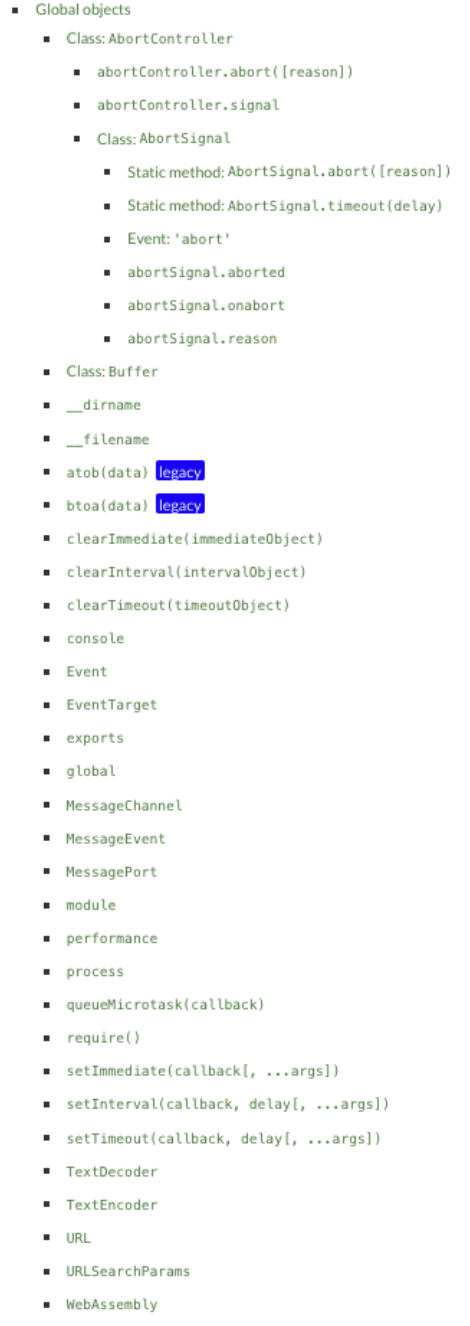 Global objects
Class: AbortController
abortController.abort([reason])
abortController.signal
Class: AbortSignal
Static method: AbortSignal.abort([reason])
Static method: AbortSignal.timeout(delay)
Event: 'abort'
abortSignal.aborted
abortSignal.onabort
abortSignal.reason
Class: Buffer
__dirname
__filename
atob(data) legacy
btoa(data) legacy
clearImmediate(immediateObject)
clearInterval(intervalObject)
clearTimeout(timeoutObject)
console
Event
EventTarget
exports
global
MessageChannel
MessageEvent
MessagePort
module
performance
process
queueMicrotask(callback)
require()
setImmediate(callback[, ...args])
setInterval(callback, delay[, ...args])
setTimeout(callback, delay[, ...args])
TextDecoder
TextEncoder
URL
URLSearchParams
WebAssembly